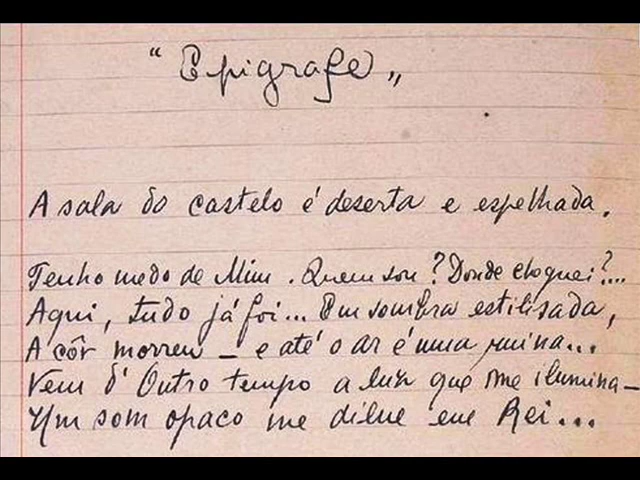 "Epigrafe"
A sala do castelo é deserta e espelhada.
Tenho medo de Mim. Quem sou? Donde cheguei?...
Aqui, tudo já foi... Em sombra estilisada,
A côr morreu — e até o ar é uma ruina...
Vem d'Outro tempo a luz que me ilumina —
Um som opaco me dilue em Rei...